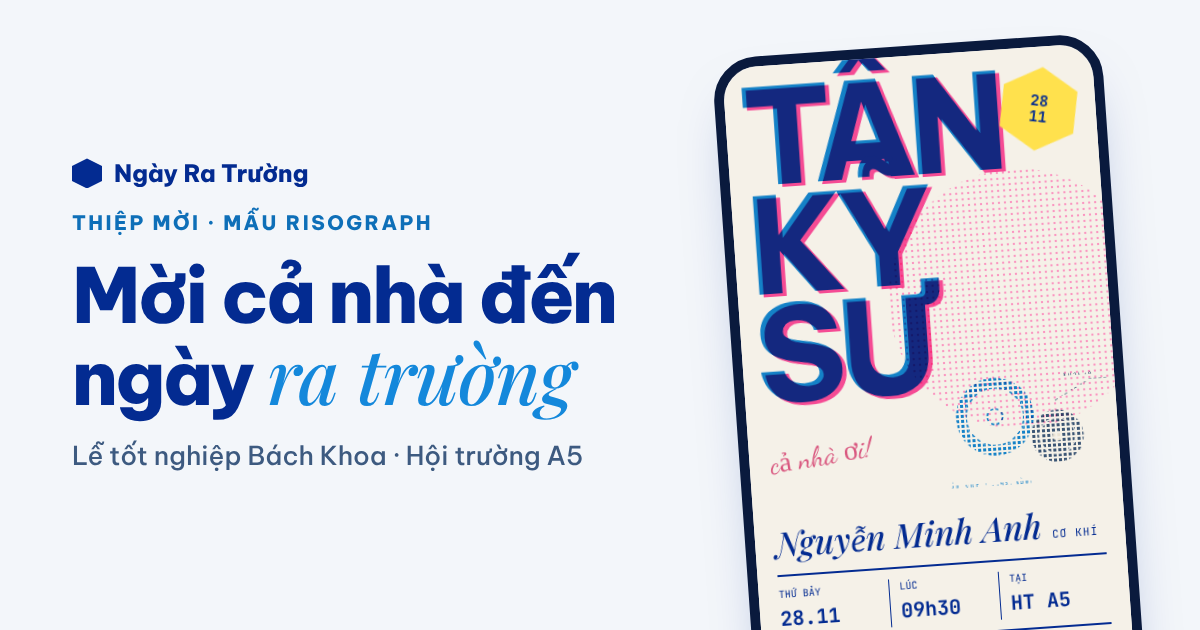 Ngày Ra Trường
THIỆP MỜI · MẪU RISOGRAPH
Mời cả nhà đến
ngày ra trường
Lễ tốt nghiệp Bách Khoa · Hội trường A5
TÂN
KỸ
SƯ
28
11
cả nhà ơi!
Nguyễn Minh Anh CƠ KHÍ
THỨ BẢY LÚC TẠI
28.11 09h30 HT A5